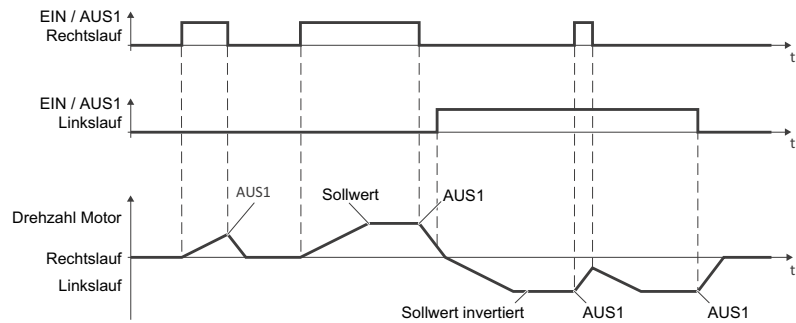 EIN / AUS1
Rechtslauf
t
EIN / AUS1
Linkslauf
t
AUS1
Sollwert
AUS1
Drehzahl Motor
Rechtslauf
Linkslauf
t
Sollwert invertiert
AUS1
AUS1